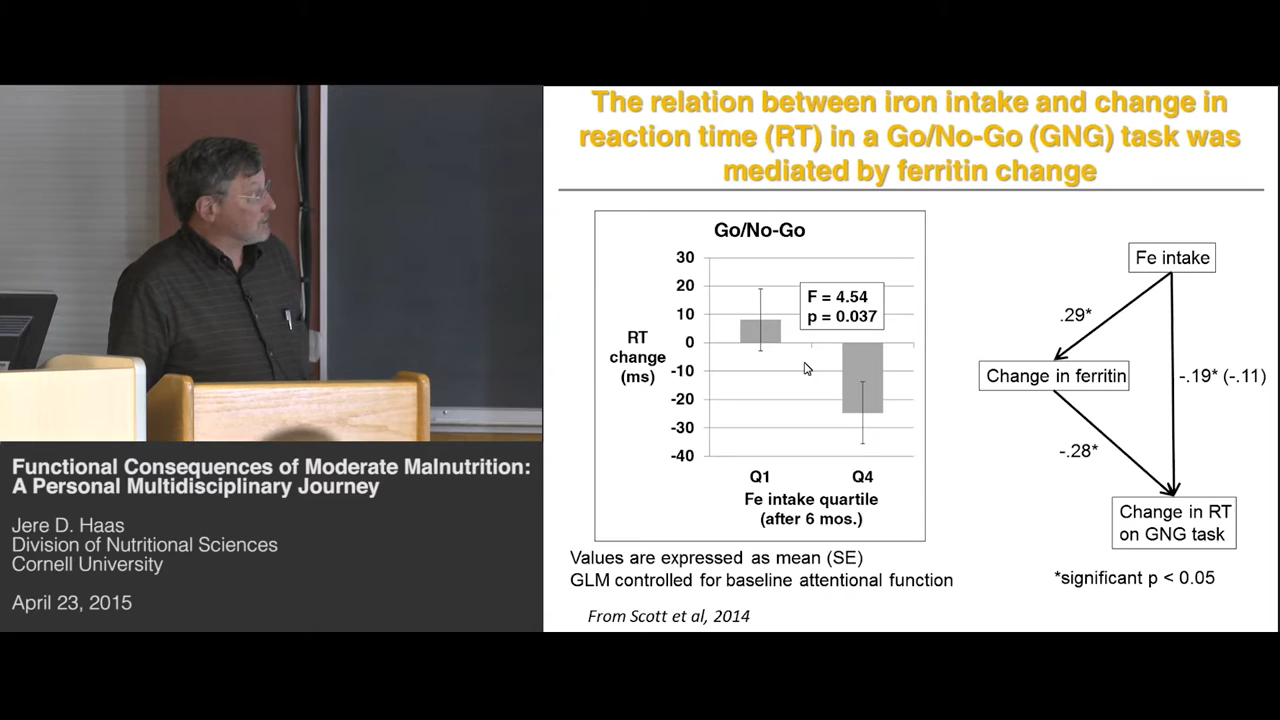 The relation between iron intake and change in
reaction time (RT) in a Go/No-Go (GNG) task was
mediated by ferritin change
Go/No-Go
30
20
10
0
-10
-20
-30
-40
RT
change
(ms)
F = 4.54
p = 0.037
Q1
Q4
Fe intake quartile
(after 6 mos.)
Values are expressed as mean (SE)
GLM controlled for baseline attentional function
From Scott et al, 2014
Fe intake
.29*
Change in ferritin
-.19* (-.11)
-.28*
Change in RT
on GNG task
*significant p < 0.05
Functional Consequences of Moderate Malnutrition:
A Personal Multidisciplinary Journey
Jere D. Haas
Division of Nutritional Sciences
Cornell University
April 23, 2015